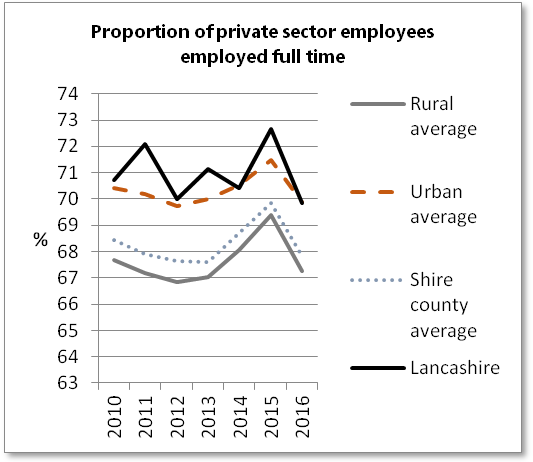 Proportion of private sector employees
employed full time
74
73
72
71
70
69
68
67
66
65
64
63
%
2010
2011
2012
2013
2014
2015
2016
Rural
average
Urban
average
Shire
county
average
Lancashire